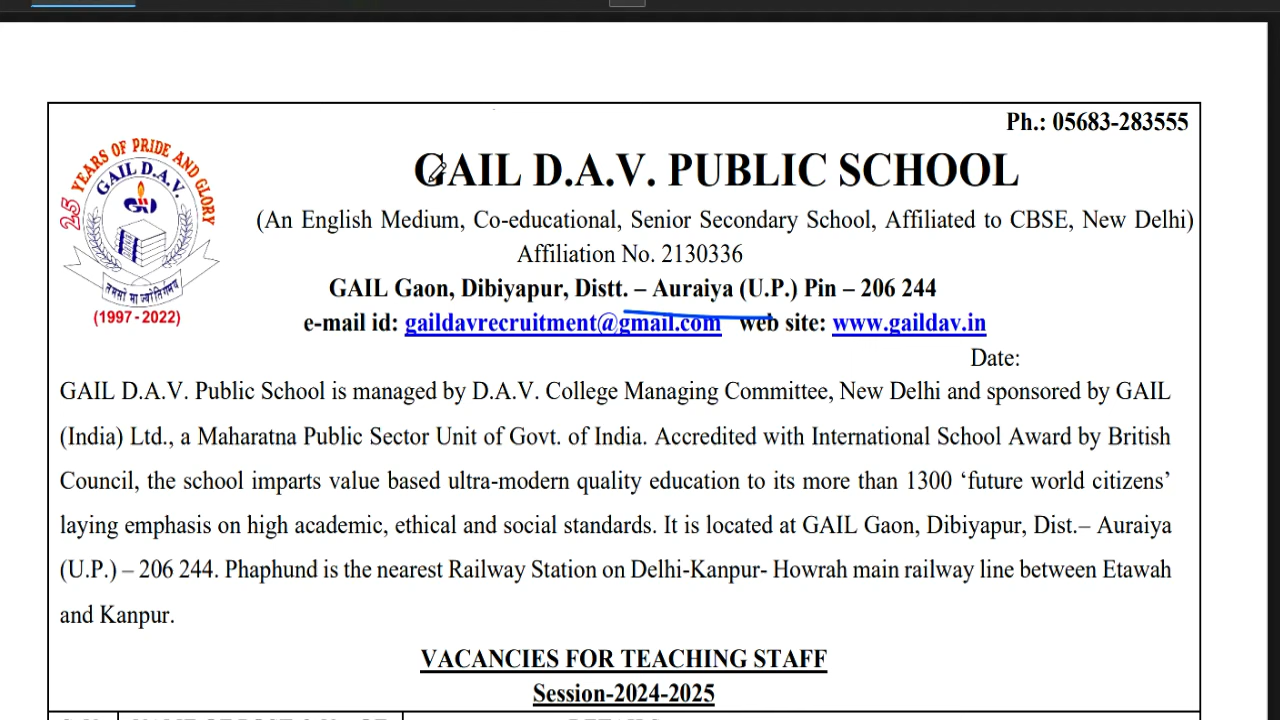 Ph.: 05683-283555
25 YEARS OF PRIDE AND GLORY
GAIL D.A.V.
तमसो मा ज्योतिर्गमय
(1997-2022)
GAIL D.A.V. PUBLIC SCHOOL
(An English Medium, Co-educational, Senior Secondary School, Affiliated to CBSE, New Delhi)
Affiliation No. 2130336
GAIL Gaon, Dibiyapur, Distt. – Auraiya (U.P.) Pin – 206 244
e-mail id: gaildavrecruitment@gmail.com web site: www.gaildav.in
Date:
GAIL D.A.V. Public School is managed by D.A.V. College Managing Committee, New Delhi and sponsored by GAIL
(India) Ltd., a Maharatna Public Sector Unit of Govt. of India. Accredited with International School Award by British
Council, the school imparts value based ultra-modern quality education to its more than 1300 ‘future world citizens’
laying emphasis on high academic, ethical and social standards. It is located at GAIL Gaon, Dibiyapur, Dist.– Auraiya
(U.P.) – 206 244. Phaphund is the nearest Railway Station on Delhi-Kanpur- Howrah main railway line between Etawah
and Kanpur.
VACANCIES FOR TEACHING STAFF
Session-2024-2025